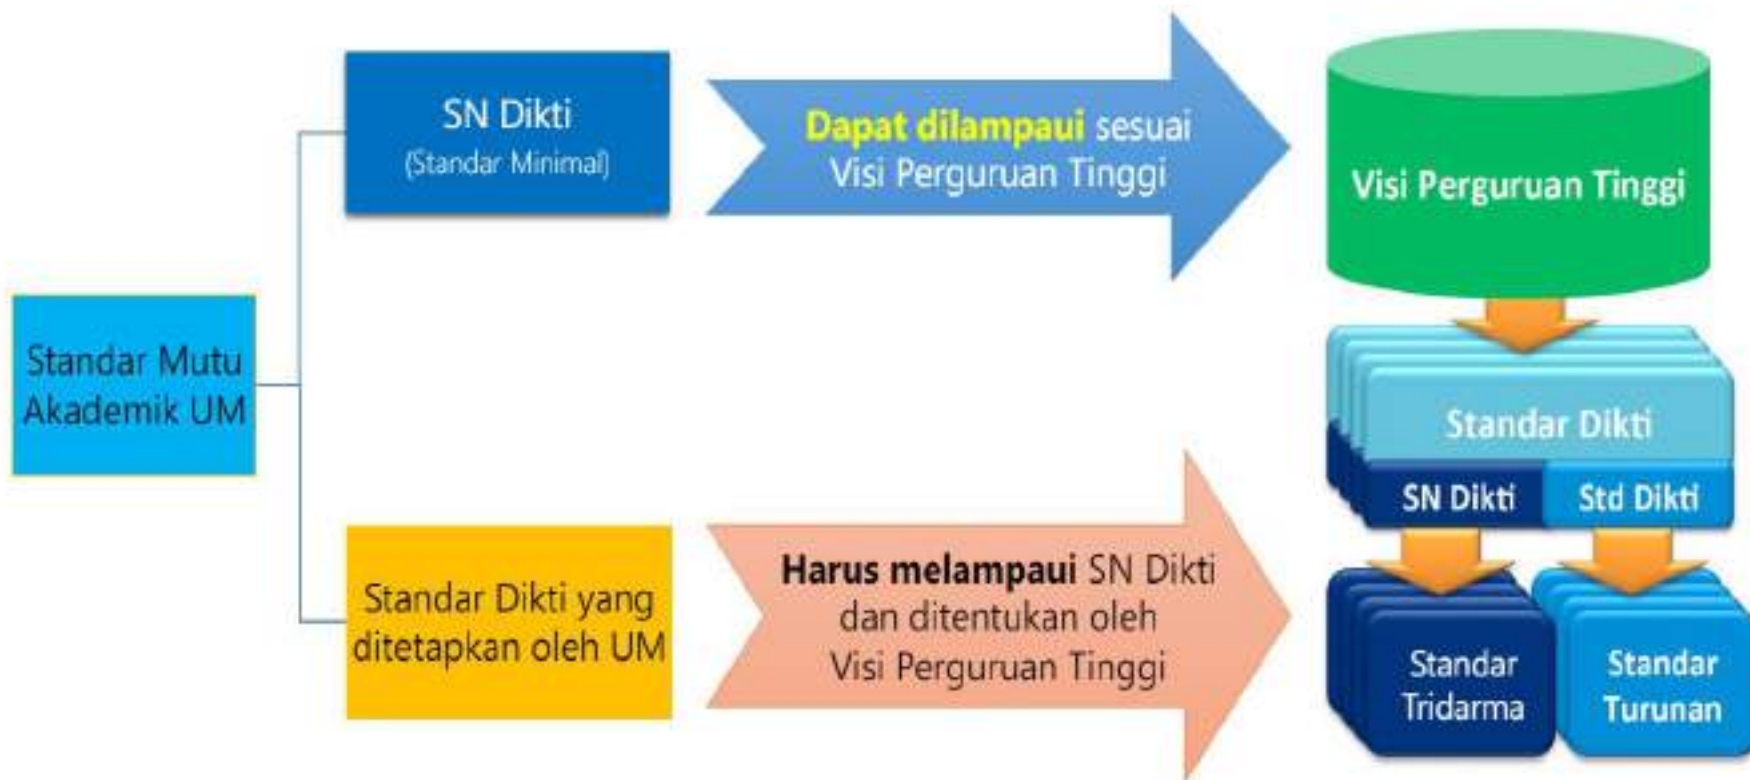 Standar Mutu
Akademik UM
SN Dikti
(Standar Minimal)
Dapat dilampaui sesuai
Visi Perguruan Tinggi
Standar Dikti yang
ditetapkan oleh UM
Harus melampaui SN Dikti
dan ditentukan oleh
Visi Perguruan Tinggi
Visi Perguruan Tinggi
Standar Dikti
SN Dikti
Std Dikti
Standar
Tridarma
Standar
Turunan